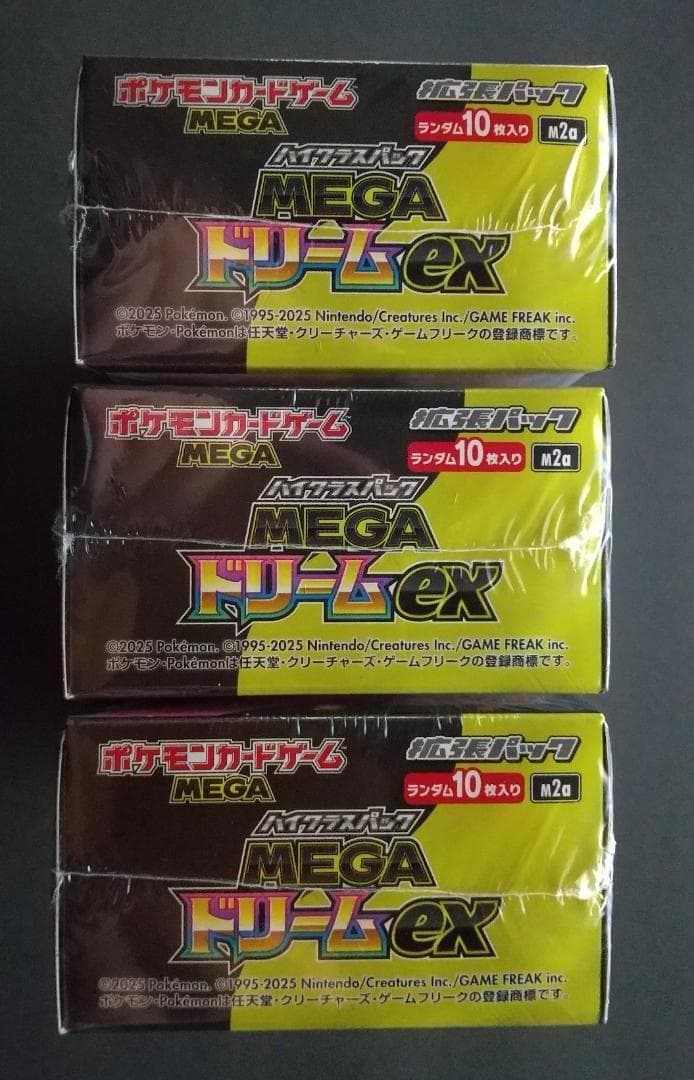 ポケモンカードゲーム 拡張パック
MEGA ランダム10枚入り M2a
ハイクラスパック
MEGA
ドリームex
©2025 Pokémon. ©1995-2025 Nintendo/Creatures Inc./GAME FREAK inc.
ポケモン・Pokémonは任天堂・クリーチャーズ・ゲームフリークの登録商標です。
ポケモンカードゲーム 拡張パック
MEGA ランダム10枚入り M2a
ハイクラスパック
MEGA
ドリームex
©2025 Pokémon. ©1995-2025 Nintendo/Creatures Inc./GAME FREAK inc.
ポケモン・Pokémonは任天堂・クリーチャーズ・ゲームフリークの登録商標です。
ポケモンカードゲーム 拡張パック
MEGA ランダム10枚入り M2a
ハイクラスパック
MEGA
ドリームex
©2025 Pokémon. ©1995-2025 Nintendo/Creatures Inc./GAME FREAK inc.
ポケモン・Pokémonは任天堂・クリーチャーズ・ゲームフリークの登録商標です。